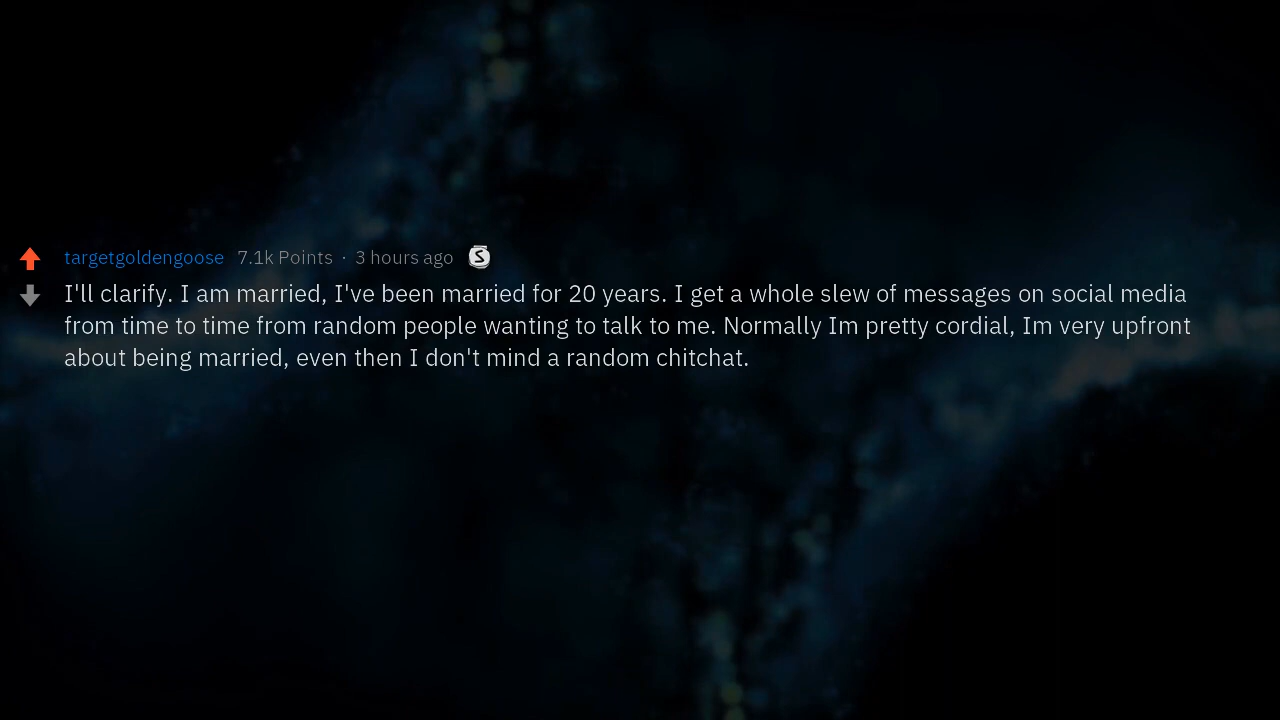 targetgoldengoose 7.1k Points · 3 hours ago S
I'll clarify. I am married, I've been married for 20 years. I get a whole slew of messages on social media
from time to time from random people wanting to talk to me. Normally Im pretty cordial, Im very upfront
about being married, even then I don't mind a random chitchat.